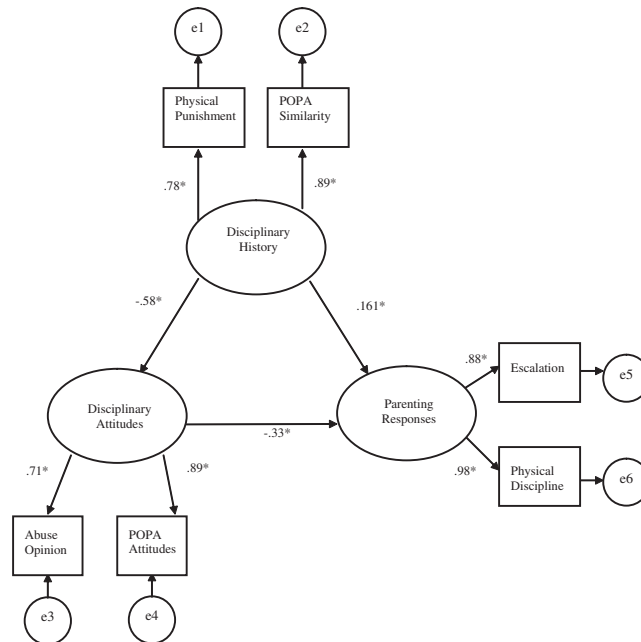 e1
e2
Physical
Punishment
POPA
Similarity
.78*
.89*
Disciplinary
History
-.58*
.161*
Disciplinary
Attitudes
-.33*
Parenting
Responses
.88*
Escalation
e5
.98*
Physical
Discipline
e6
.71*
.89*
Abuse
Opinion
POPA
Attitudes
e3
e4